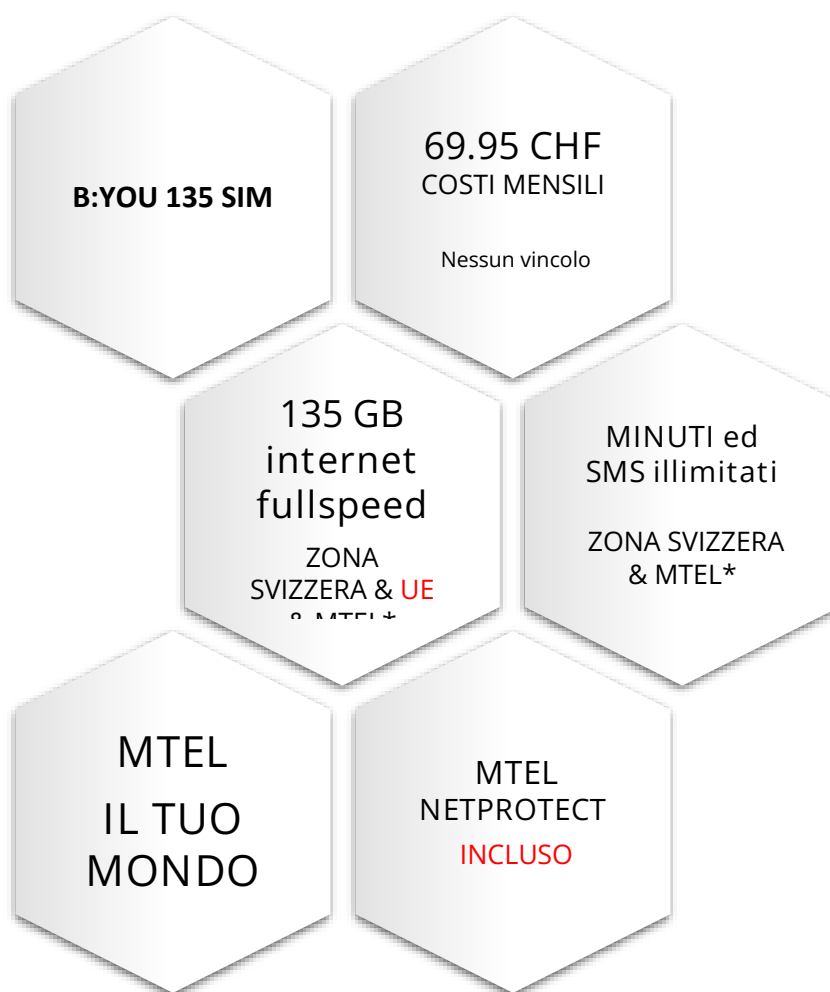 B:YOU 135 SIM
69.95 CHF
COSTI MENSILI
Nessun vincolo
135 GB
internet
fullspeed
ZONA
SVIZZERA & UE
& MTEL*
MINUTI ed
SMS illimitati
ZONA SVIZZERA
& MTEL*
MTEL
IL TUO
MONDO
MTEL
NETPROTECT
INCLUSO